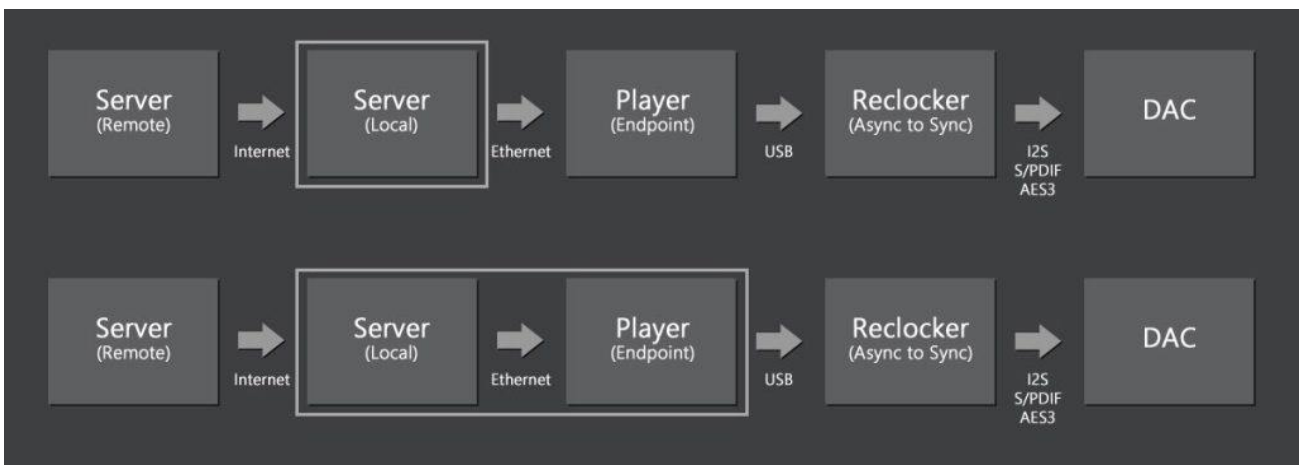 Server
(Remote)
Internet
Server
(Local)
Ethernet
Player
(Endpoint)
USB
Reclocker
(Async to Sync)
I2S
S/PDIF
AES3
DAC
Server
(Remote)
Internet
Server
(Local)
Ethernet
Player
(Endpoint)
USB
Reclocker
(Async to Sync)
I2S
S/PDIF
AES3
DAC